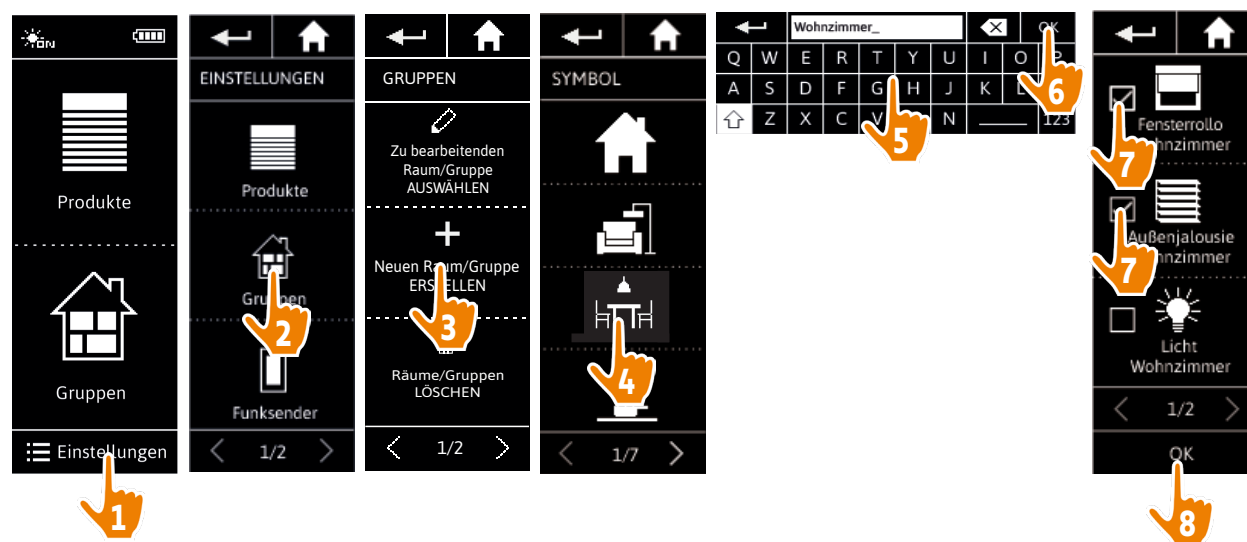 ON
Produkte
Gruppen
Einstellungen
1
EINSTELLUNGEN
Produkte
Gruppen
2
Funksender
1/2
GRUPPEN
Zu bearbeitenden
Raum/Gruppe
AUSWÄHLEN
Neuen Raum/Gruppe
ERSTELLEN
3
Räume/Gruppen
LÖSCHEN
1/2
SYMBOL
4
1/7
Wohnzimmer_
OK
Q W E R T Y U I O P
A S D F G H J K L
Z X C V N
123
5
6
Fensterrollo
Wohnzimmer
7
Außenjalousie
Wohnzimmer
7
Licht
Wohnzimmer
1/2
OK
8